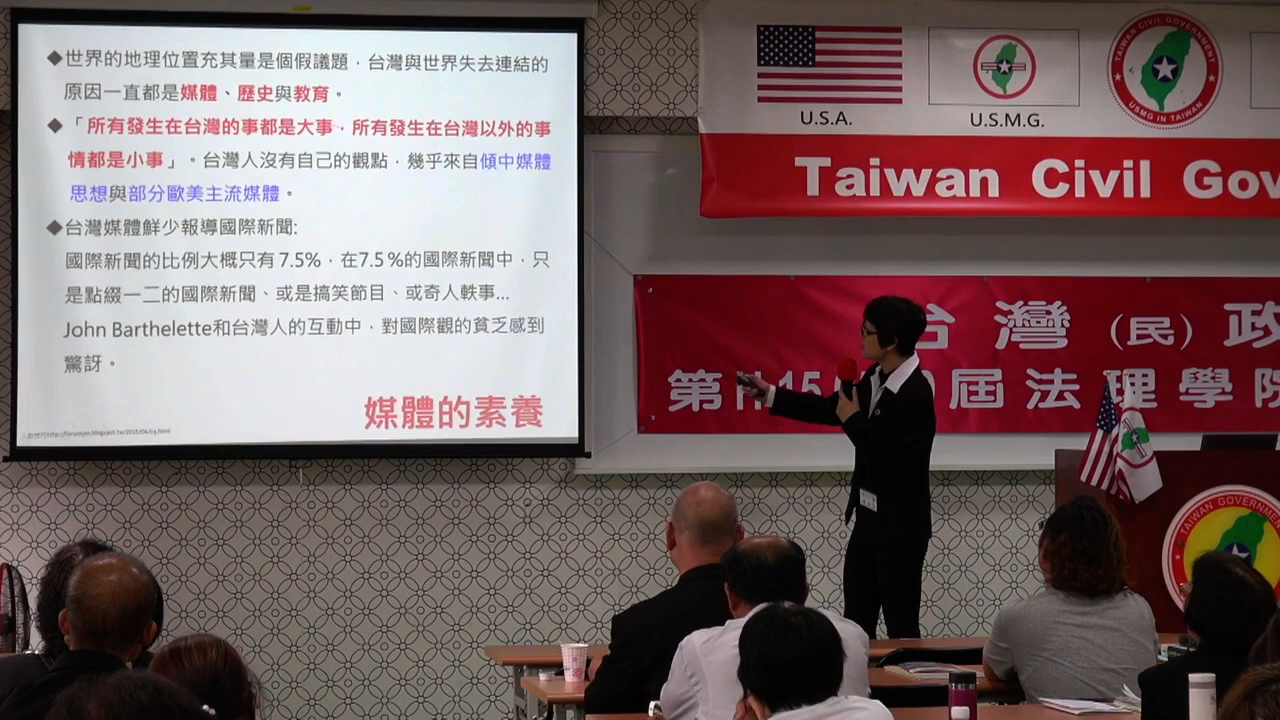 ◆世界的地理位置充其量是個假議題，台灣與世界失去連結的
原因一直都是媒體、歷史與教育。
◆「所有發生在台灣的事都是大事，所有發生在台灣以外的事
情都是小事」。台灣人沒有自己的觀點，幾乎來自傾中媒體
思想與部分歐美主流媒體。
◆台灣媒體鮮少報導國際新聞:
國際新聞的比例大概只有7.5%，在7.5%的國際新聞中，只
是點綴一二的國際新聞、或是搞笑節目、或奇人軼事...
John Barthelette和台灣人的互動中，對國際觀的貧乏感到
驚訝。
媒體的素養
U.S.A.
U.S.M.G.
TAIWAN CIVIL GOVERNMENT
USMG IN TAIWAN
Taiwan Civil Gov
台灣（民）政
第 15 屆法理學院
TAIWAN GOVERNMENT